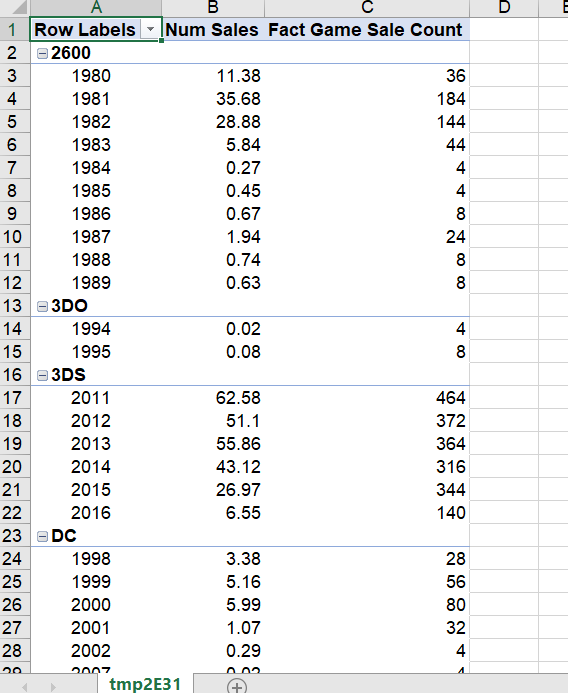 A B C D E
1 Row Labels Num Sales Fact Game Sale Count
2 2600
3 1980 11.38 36
4 1981 35.68 184
5 1982 28.88 144
6 1983 5.84 44
7 1984 0.27 4
8 1985 0.45 4
9 1986 0.67 8
10 1987 1.94 24
11 1988 0.74 8
12 1989 0.63 8
13 3DO
14 1994 0.02 4
15 1995 0.08 8
16 3DS
17 2011 62.58 464
18 2012 51.1 372
19 2013 55.86 364
20 2014 43.12 316
21 2015 26.97 344
22 2016 6.55 140
23 DC
24 1998 3.38 28
25 1999 5.16 56
26 2000 5.99 80
27 2001 1.07 32
28 2002 0.29 4
29 2007 0.02 4
tmp2E31